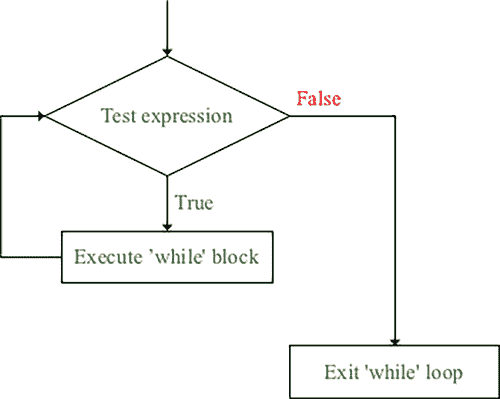 Test expression
False
True
Execute 'while' block
Exit 'while' loop